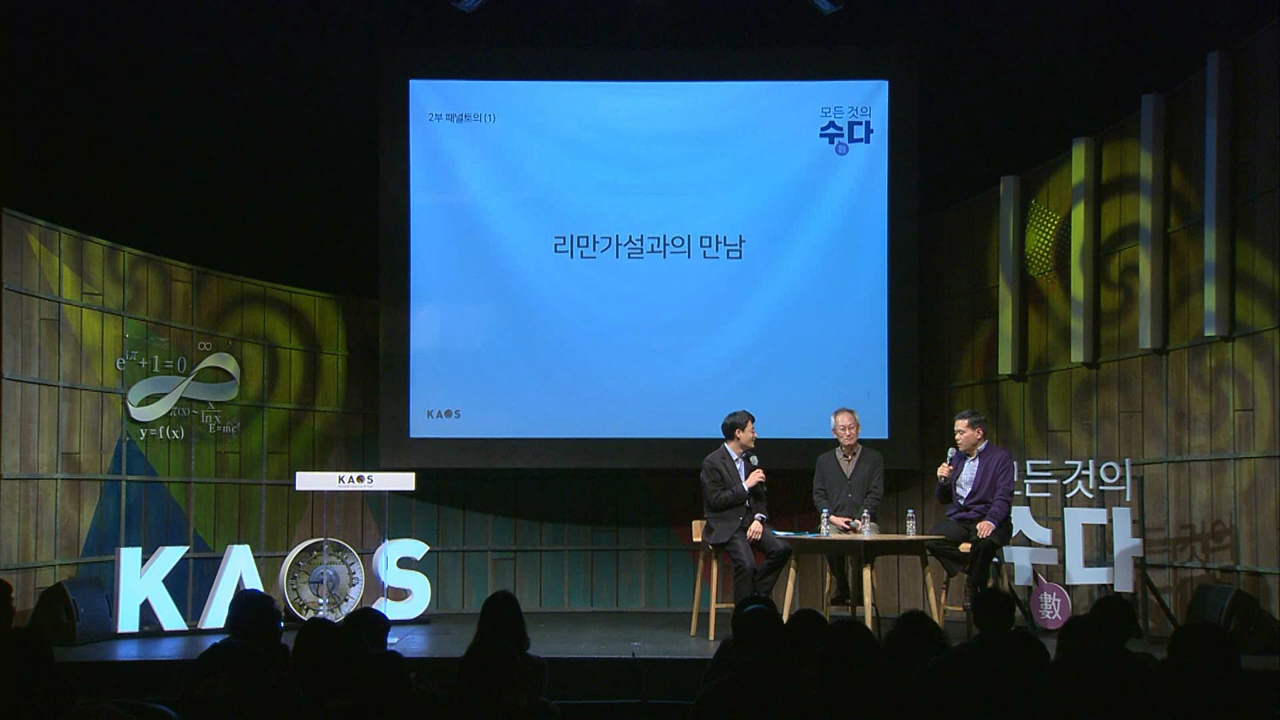 2부 패널토의 (1)
모든 것의
수다
數
리만가설과의 만남
KAOS
e^iπ+1=0
∞
π(x)~x/lnx
E=mc²
y=f(x)
KAOS
KAOS
모든 것의
수다
數